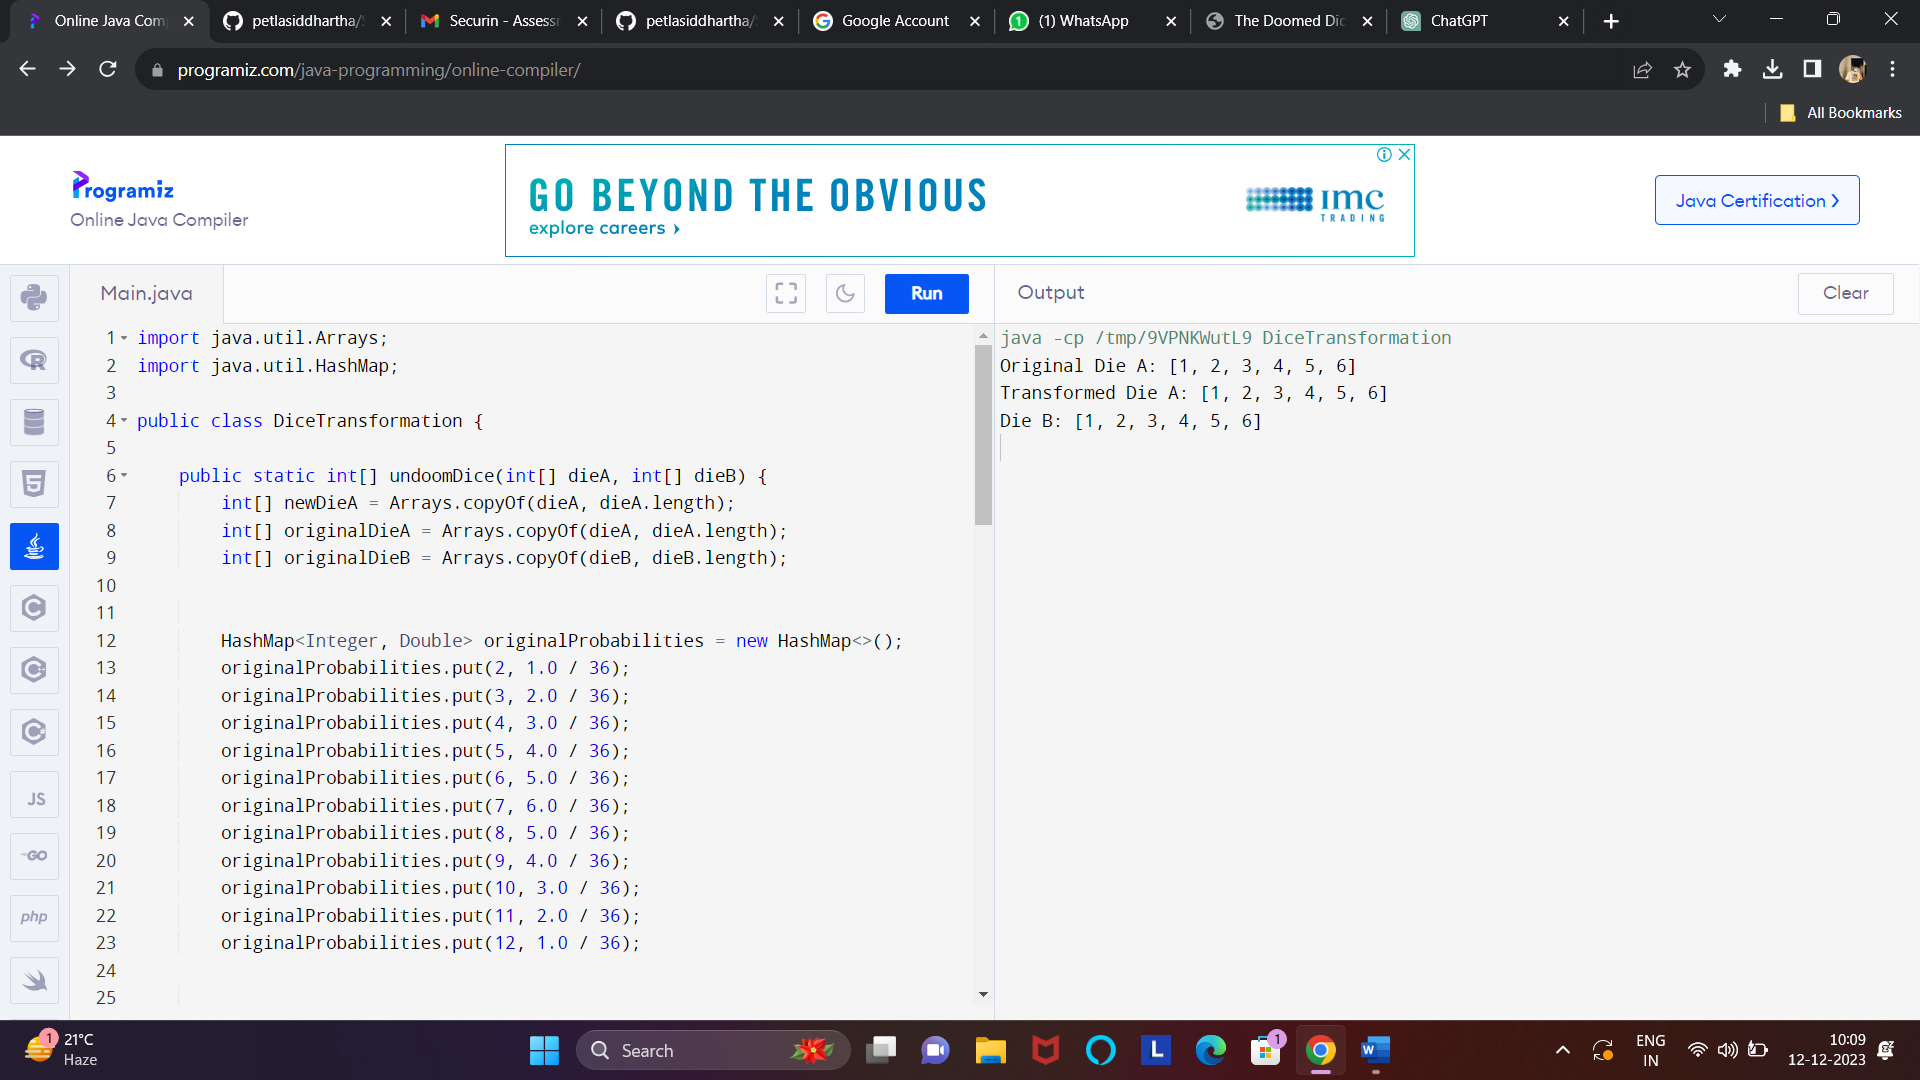 Online Java Com
petlasiddhartha/
Securin - Assess
petlasiddhartha/
Google Account
(1) WhatsApp
The Doomed Dic
ChatGPT
programiz.com/java-programming/online-compiler/
All Bookmarks
Programiz
Online Java Compiler
GO BEYOND THE OBVIOUS
explore careers ›
imc
TRADING
Java Certification ›
Main.java
Run
Output
Clear
1 import java.util.Arrays;
2 import java.util.HashMap;
3
4 public class DiceTransformation {
5
6 public static int[] undoomDice(int[] dieA, int[] dieB) {
7 int[] newDieA = Arrays.copyOf(dieA, dieA.length);
8 int[] originalDieA = Arrays.copyOf(dieA, dieA.length);
9 int[] originalDieB = Arrays.copyOf(dieB, dieB.length);
10
11
12 HashMap<Integer, Double> originalProbabilities = new HashMap<>();
13 originalProbabilities.put(2, 1.0 / 36);
14 originalProbabilities.put(3, 2.0 / 36);
15 originalProbabilities.put(4, 3.0 / 36);
16 originalProbabilities.put(5, 4.0 / 36);
17 originalProbabilities.put(6, 5.0 / 36);
18 originalProbabilities.put(7, 6.0 / 36);
19 originalProbabilities.put(8, 5.0 / 36);
20 originalProbabilities.put(9, 4.0 / 36);
21 originalProbabilities.put(10, 3.0 / 36);
22 originalProbabilities.put(11, 2.0 / 36);
23 originalProbabilities.put(12, 1.0 / 36);
24
25
java -cp /tmp/9VPNKWutL9 DiceTransformation
Original Die A: [1, 2, 3, 4, 5, 6]
Transformed Die A: [1, 2, 3, 4, 5, 6]
Die B: [1, 2, 3, 4, 5, 6]
R
5
C
C
C
JS
GO
php
1
21°C
Haze
Search
L
1
W
ENG
IN
10:09
12-12-2023